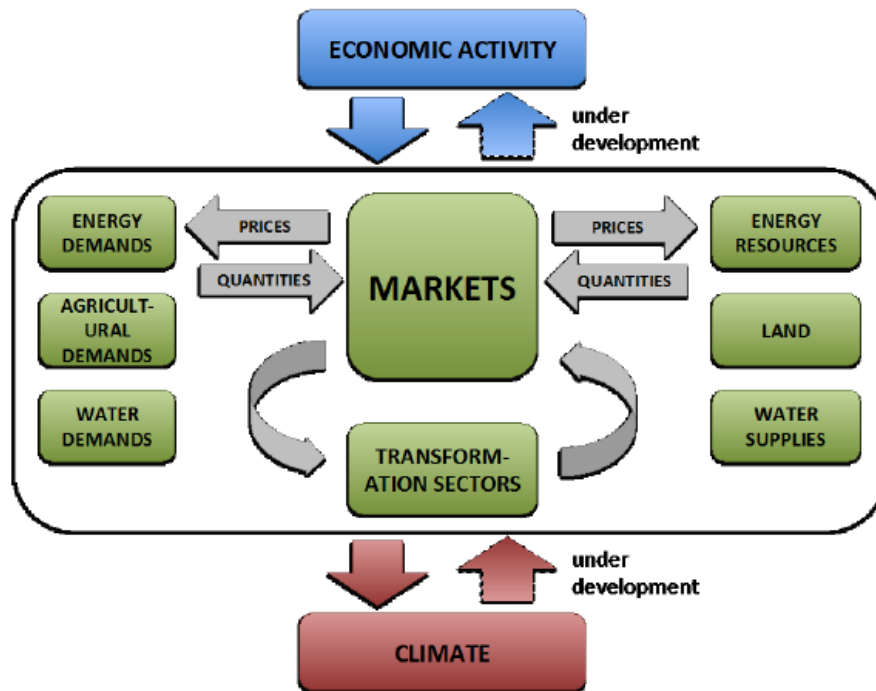 ECONOMIC ACTIVITY
under
development
ENERGY
DEMANDS
PRICES
QUANTITIES
AGRICULT-
URAL
DEMANDS
WATER
DEMANDS
MARKETS
TRANSFORM-
ATION SECTORS
PRICES
QUANTITIES
ENERGY
RESOURCES
LAND
WATER
SUPPLIES
under
development
CLIMATE